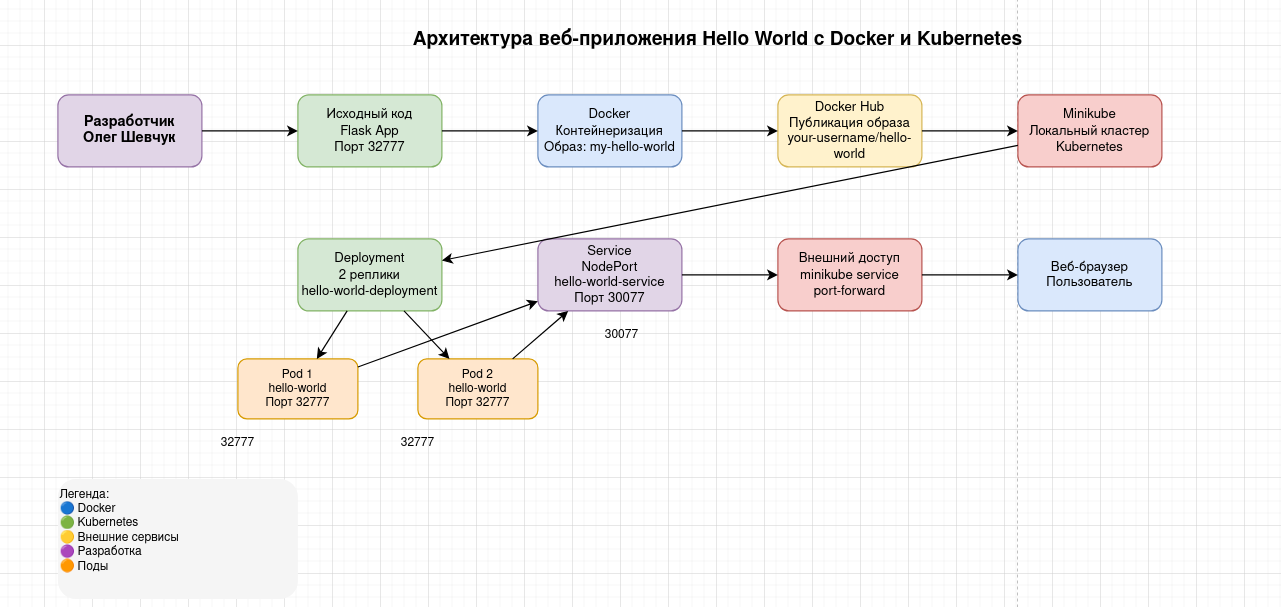 Архитектура веб-приложения Hello World с Docker и Kubernetes
Разработчик
Олег Шевчук
Исходный код
Flask App
Порт 32777
Docker
Контейнеризация
Образ: my-hello-world
Docker Hub
Публикация образа
your-username/hello-
world
Minikube
Локальный кластер
Kubernetes
Deployment
2 реплики
hello-world-deployment
Service
NodePort
hello-world-service
Порт 30077
Внешний доступ
minikube service
port-forward
Веб-браузер
Пользователь
30077
Pod 1
hello-world
Порт 32777
Pod 2
hello-world
Порт 32777
32777
32777
Легенда:
🔵 Docker
🟢 Kubernetes
🟡 Внешние сервисы
🟣 Разработка
🟠 Поды